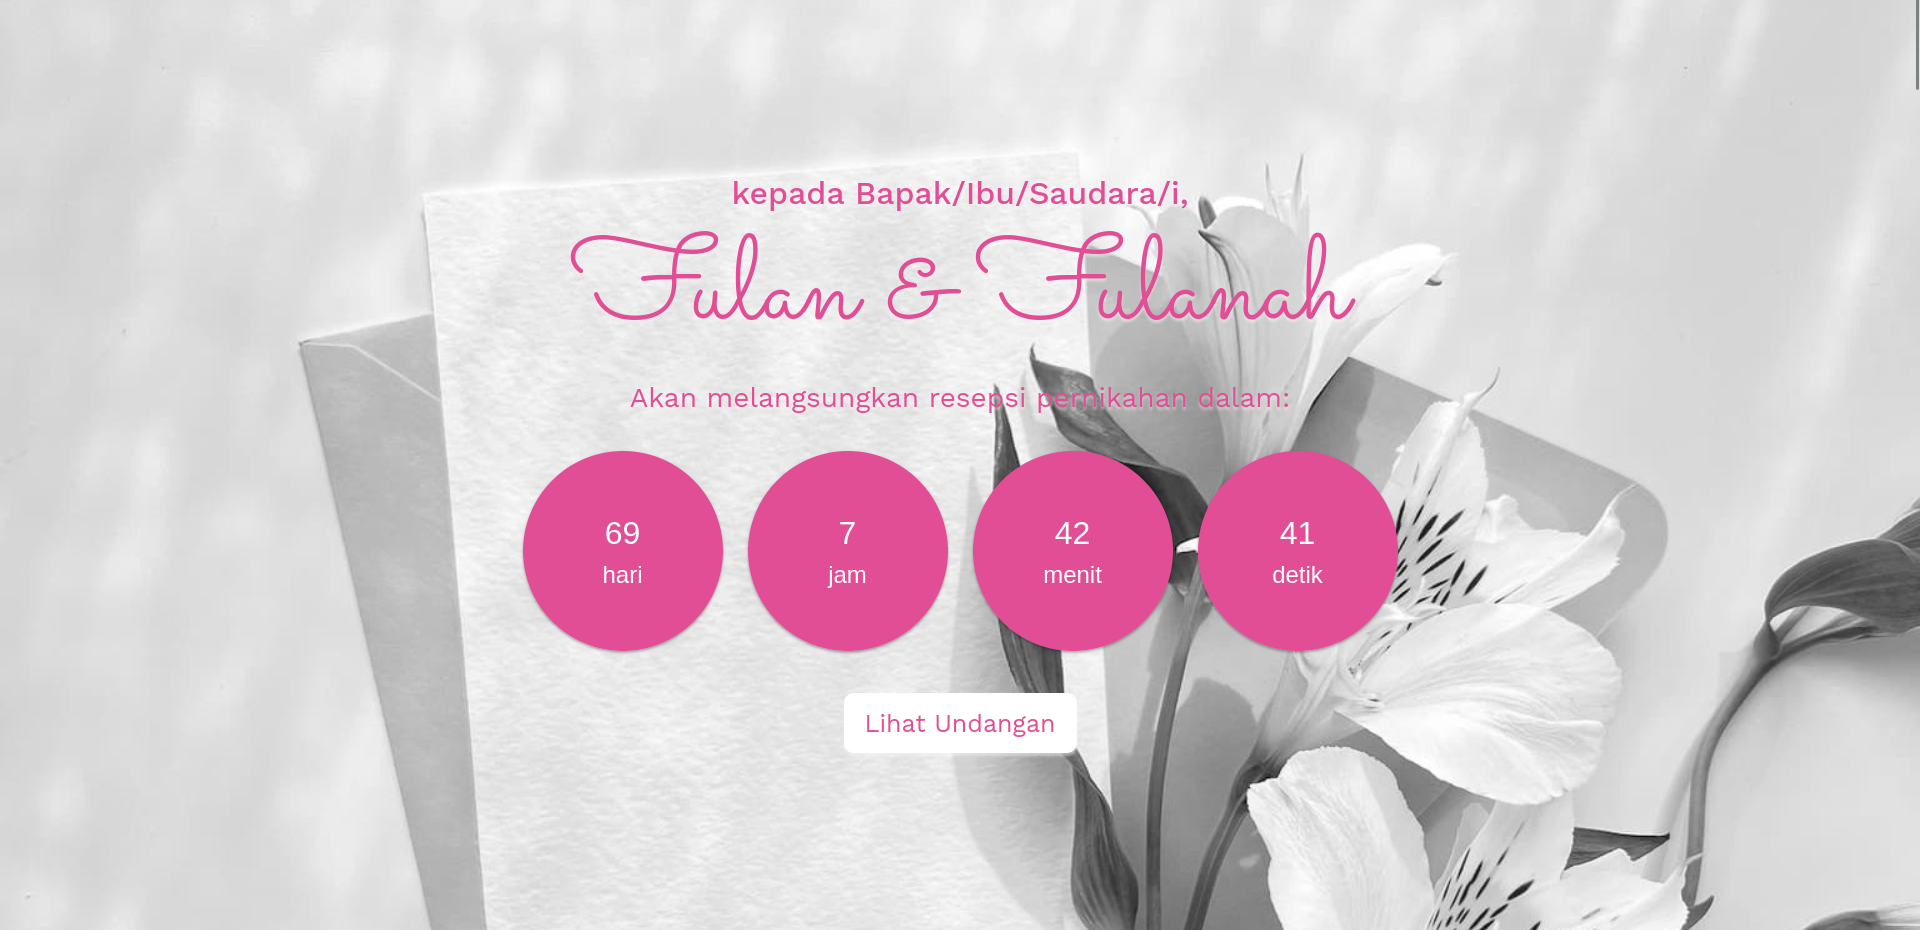 kepada Bapak/Ibu/Saudara/i,
Fulan & Fulanah
Akan melangsungkan resepsi pernikahan dalam:
69
hari
7
jam
42
menit
41
detik
Lihat Undangan